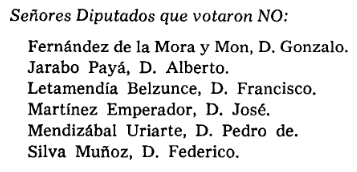 Señores Diputados que votaron NO:
Fernández de la Mora y Mon, D. Gonzalo.
Jarabo Payá, D. Alberto.
Letamendía Belzunce, D. Francisco.
Martínez Emperador, D. José.
Mendizábal Uriarte, D. Pedro de.
Silva Muñoz, D. Federico.